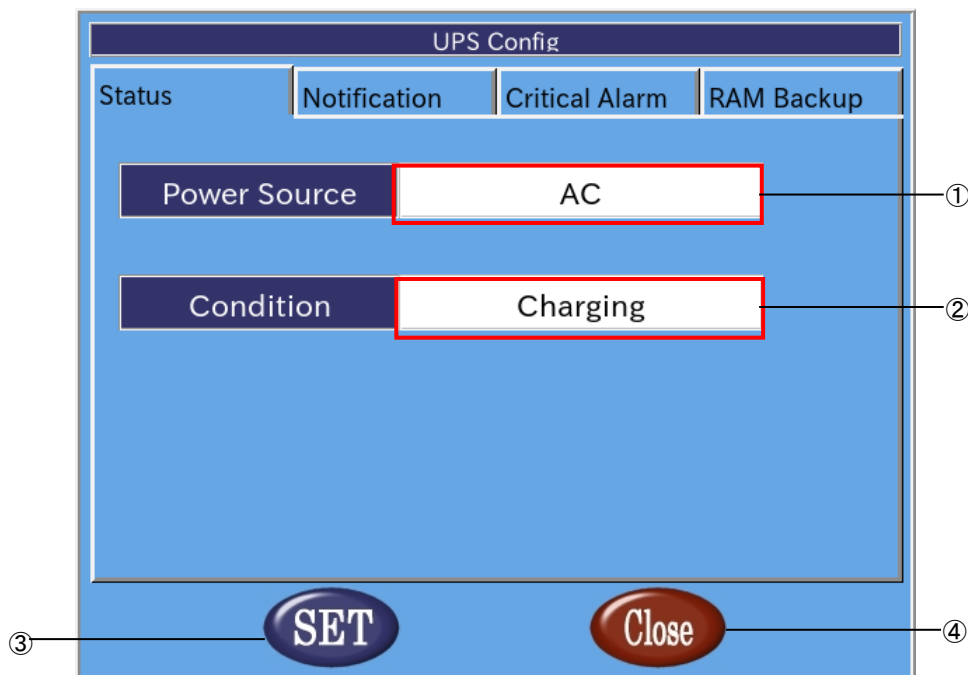 UPS Config
Status Notification Critical Alarm RAM Backup
Power Source AC ①
Condition Charging ②
③ SET Close ④